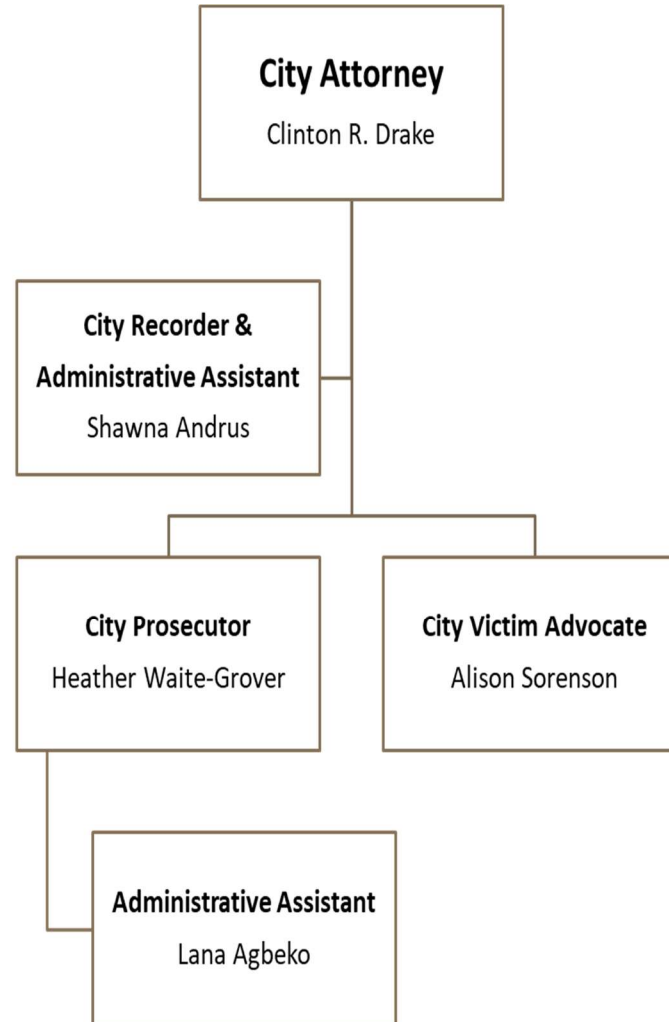 City Attorney
Clinton R. Drake
City Recorder &
Administrative Assistant
Shawna Andrus
City Prosecutor
Heather Waite-Grover
City Victim Advocate
Alison Sorenson
Administrative Assistant
Lana Agbeko